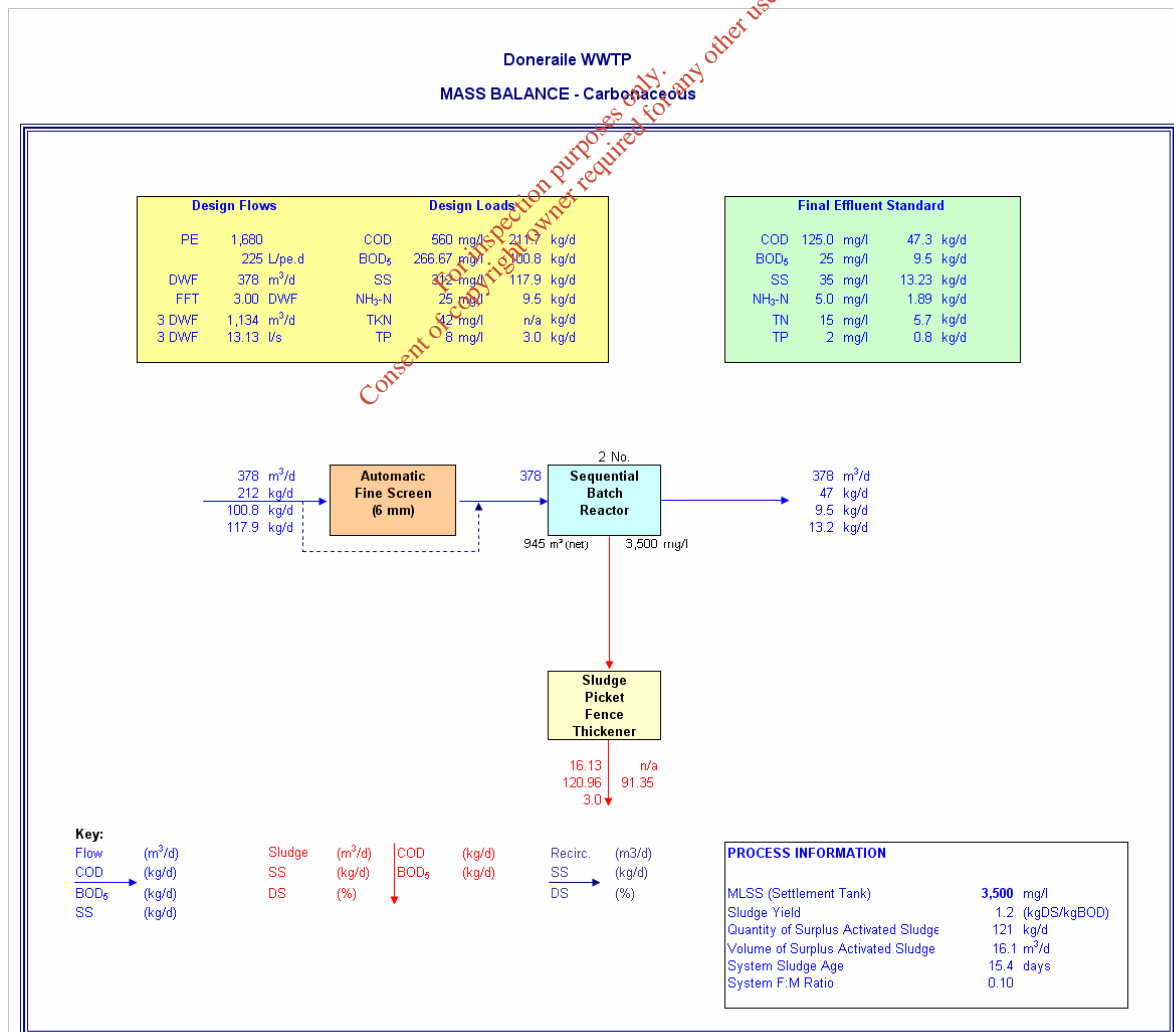 Doneraile WWTP
MASS BALANCE - Carbonaceous
For inspection purposes only.
Consent of copyright owner required for any other use.
Design Flows Design Loads
PE 1,680 COD 560 mg/l 211.7 kg/d
225 L/pe.d BOD₅ 266.67 mg/l 100.8 kg/d
DWF 378 m³/d SS 312 mg/l 117.9 kg/d
FFT 3.00 DWF NH₃-N 25 mg/l 9.5 kg/d
3 DWF 1,134 m³/d TKN 42 mg/l n/a kg/d
3 DWF 13.13 l/s TP 8 mg/l 3.0 kg/d
Final Effluent Standard
COD 125.0 mg/l 47.3 kg/d
BOD₅ 25 mg/l 9.5 kg/d
SS 35 mg/l 13.23 kg/d
NH₃-N 5.0 mg/l 1.89 kg/d
TN 15 mg/l 5.7 kg/d
TP 2 mg/l 0.8 kg/d
378 m³/d
212 kg/d
100.8 kg/d
117.9 kg/d
Automatic
Fine Screen
(6 mm)
378
2 No.
Sequential
Batch
Reactor
945 m³ (net) 3,500 mg/l
378 m³/d
47 kg/d
9.5 kg/d
13.2 kg/d
Sludge
Picket
Fence
Thickener
16.13 n/a
120.96 91.35
3.0
Key:
Flow (m³/d)
COD (kg/d)
BOD₅ (kg/d)
SS (kg/d)
Sludge (m³/d) COD (kg/d)
SS (kg/d) BOD₅ (kg/d)
DS (%)
Recirc. (m3/d)
SS (kg/d)
DS (%)
PROCESS INFORMATION
MLSS (Settlement Tank) 3,500 mg/l
Sludge Yield 1.2 (kgDS/kgBOD)
Quantity of Surplus Activated Sludge 121 kg/d
Volume of Surplus Activated Sludge 16.1 m³/d
System Sludge Age 15.4 days
System F:M Ratio 0.10